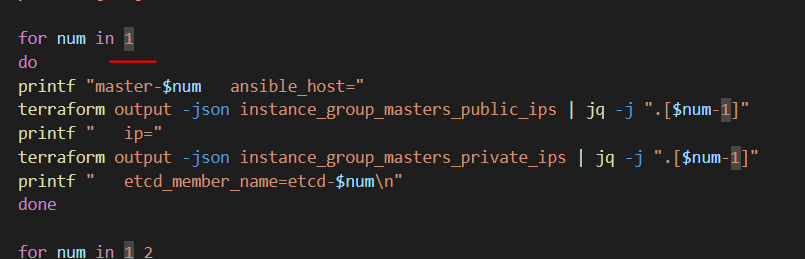 for num in 1
do
printf "master-$num   ansible_host="
terraform output -json instance_group_masters_public_ips | jq -j ".[$num-1]"
printf "   ip="
terraform output -json instance_group_masters_private_ips | jq -j ".[$num-1]"
printf "   etcd_member_name=etcd-$num\n"
done
for num in 1 2